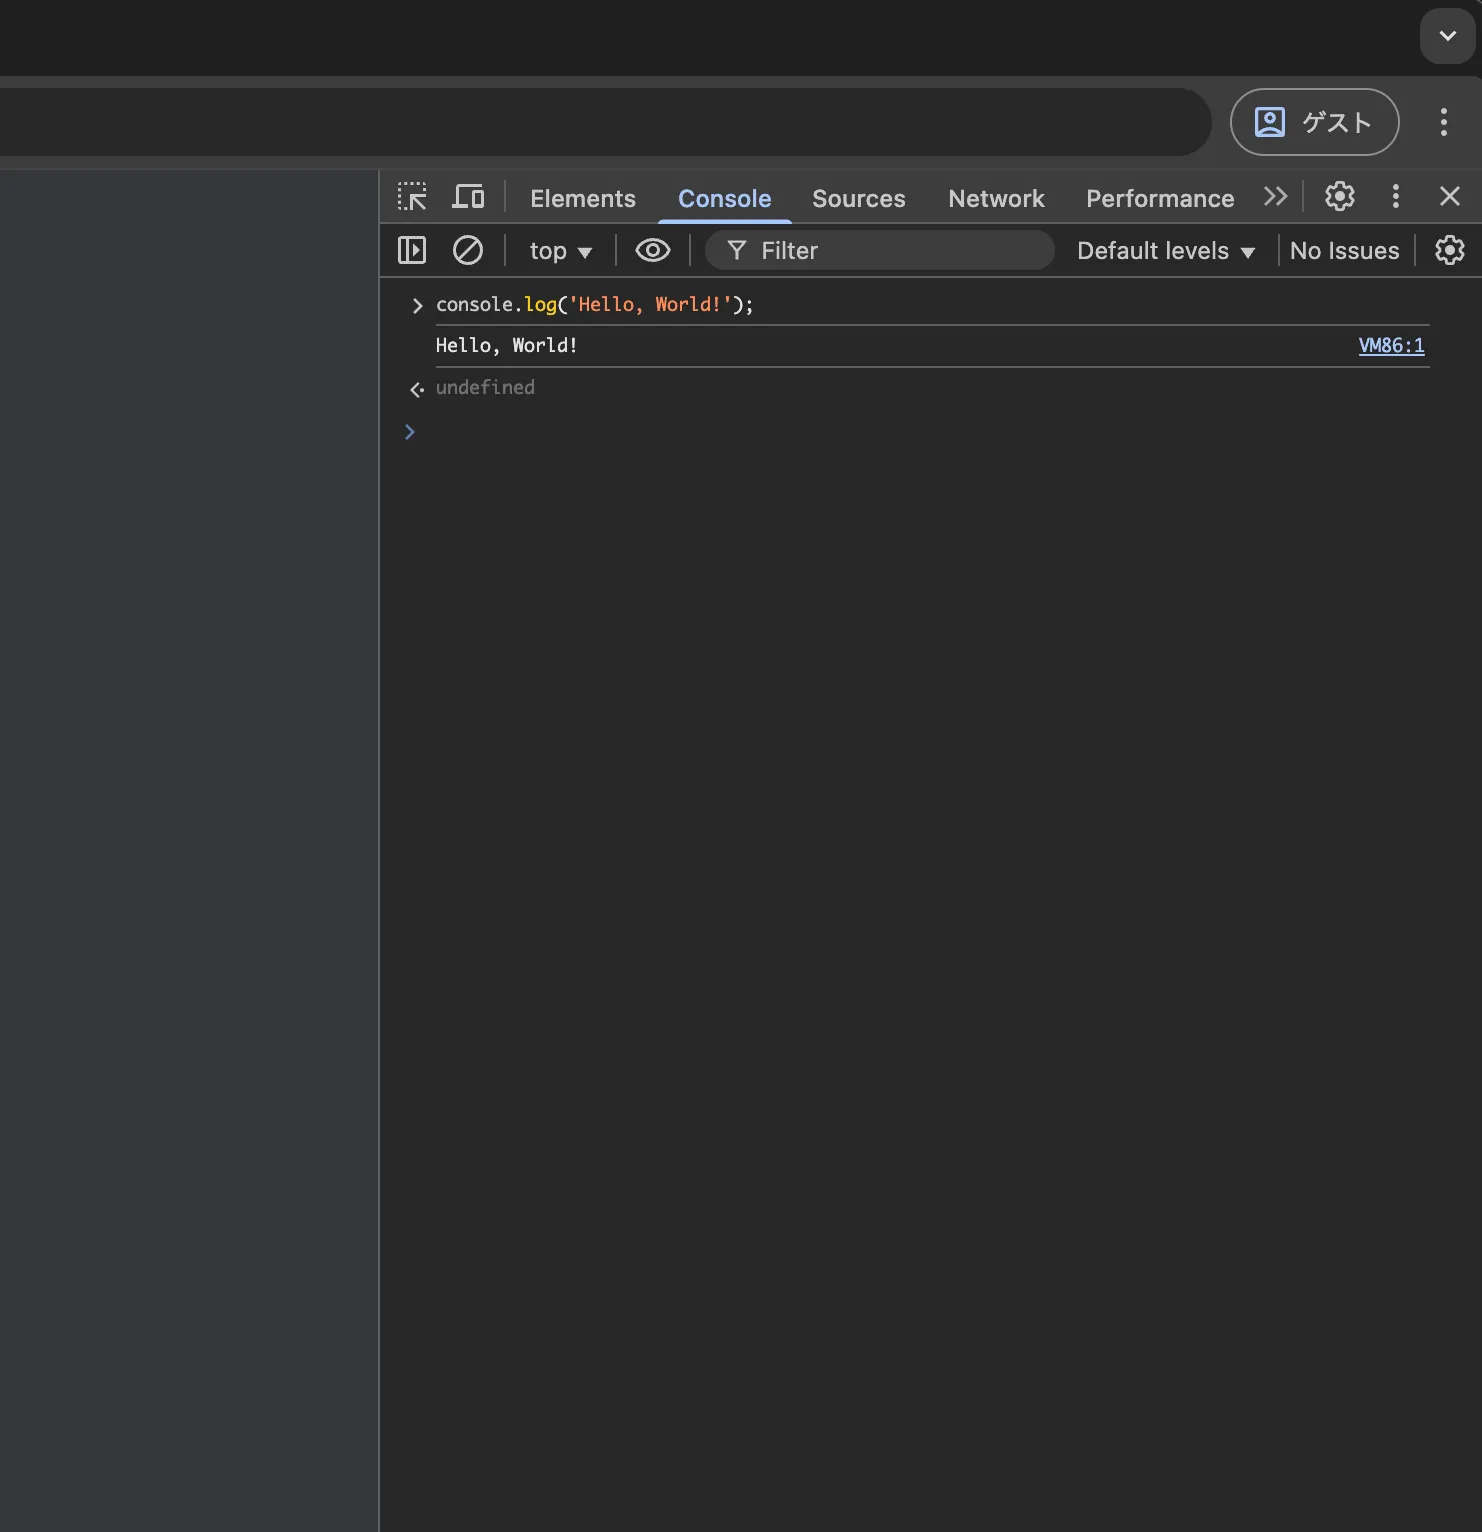 ゲスト
Elements Console Sources Network Performance
top Filter Default levels No Issues
console.log('Hello, World!');
Hello, World! VM86:1
undefined